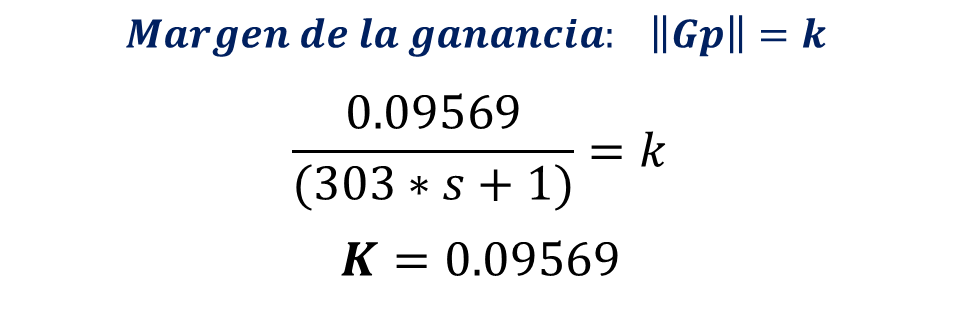 Margen de la ganancia: ‖Gp‖ = k
0.09569
(303 * s + 1)
= k
K = 0.09569